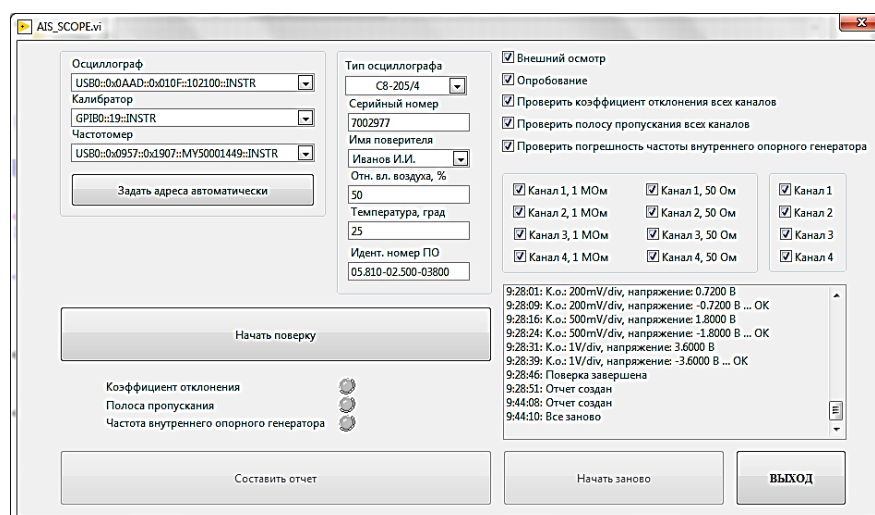 AIS_SCOPE.vi
Осциллограф
USB0::0x0AAD::0x010F::102100::INSTR
Калибратор
GPIB0::19::INSTR
Частотомер
USB0::0x0957::0x1907::MY50001449::INSTR
Задать адреса автоматически
Тип осциллографа
С8-205/4
Серийный номер
7002977
Имя поверителя
Иванов И.И.
Отн. вл. воздуха, %
50
Температура, град
25
Идент. номер ПО
05.810-02.500-03800
Внешний осмотр
Опробование
Проверить коэффициент отклонения всех каналов
Проверить полосу пропускания всех каналов
Проверить погрешность частоты внутреннего опорного генератора
Канал 1, 1 МОм
Канал 1, 50 Ом
Канал 1
Канал 2, 1 МОм
Канал 2, 50 Ом
Канал 2
Канал 3, 1 МОм
Канал 3, 50 Ом
Канал 3
Канал 4, 1 МОм
Канал 4, 50 Ом
Канал 4
Начать поверку
Коэффициент отклонения
Полоса пропускания
Частота внутреннего опорного генератора
9:28:01: К.о.: 200mV/div, напряжение: 0.7200 В
9:28:09: К.о.: 200mV/div, напряжение: -0.7200 В ... OK
9:28:16: К.о.: 500mV/div, напряжение: 1.8000 В
9:28:24: К.о.: 500mV/div, напряжение: -1.8000 В ... OK
9:28:31: К.о.: 1V/div, напряжение: 3.6000 В
9:28:39: К.о.: 1V/div, напряжение: -3.6000 В ... OK
9:28:46: Поверка завершена
9:28:51: Отчет создан
9:44:08: Отчет создан
9:44:10: Все заново
Составить отчет
Начать заново
ВЫХОД